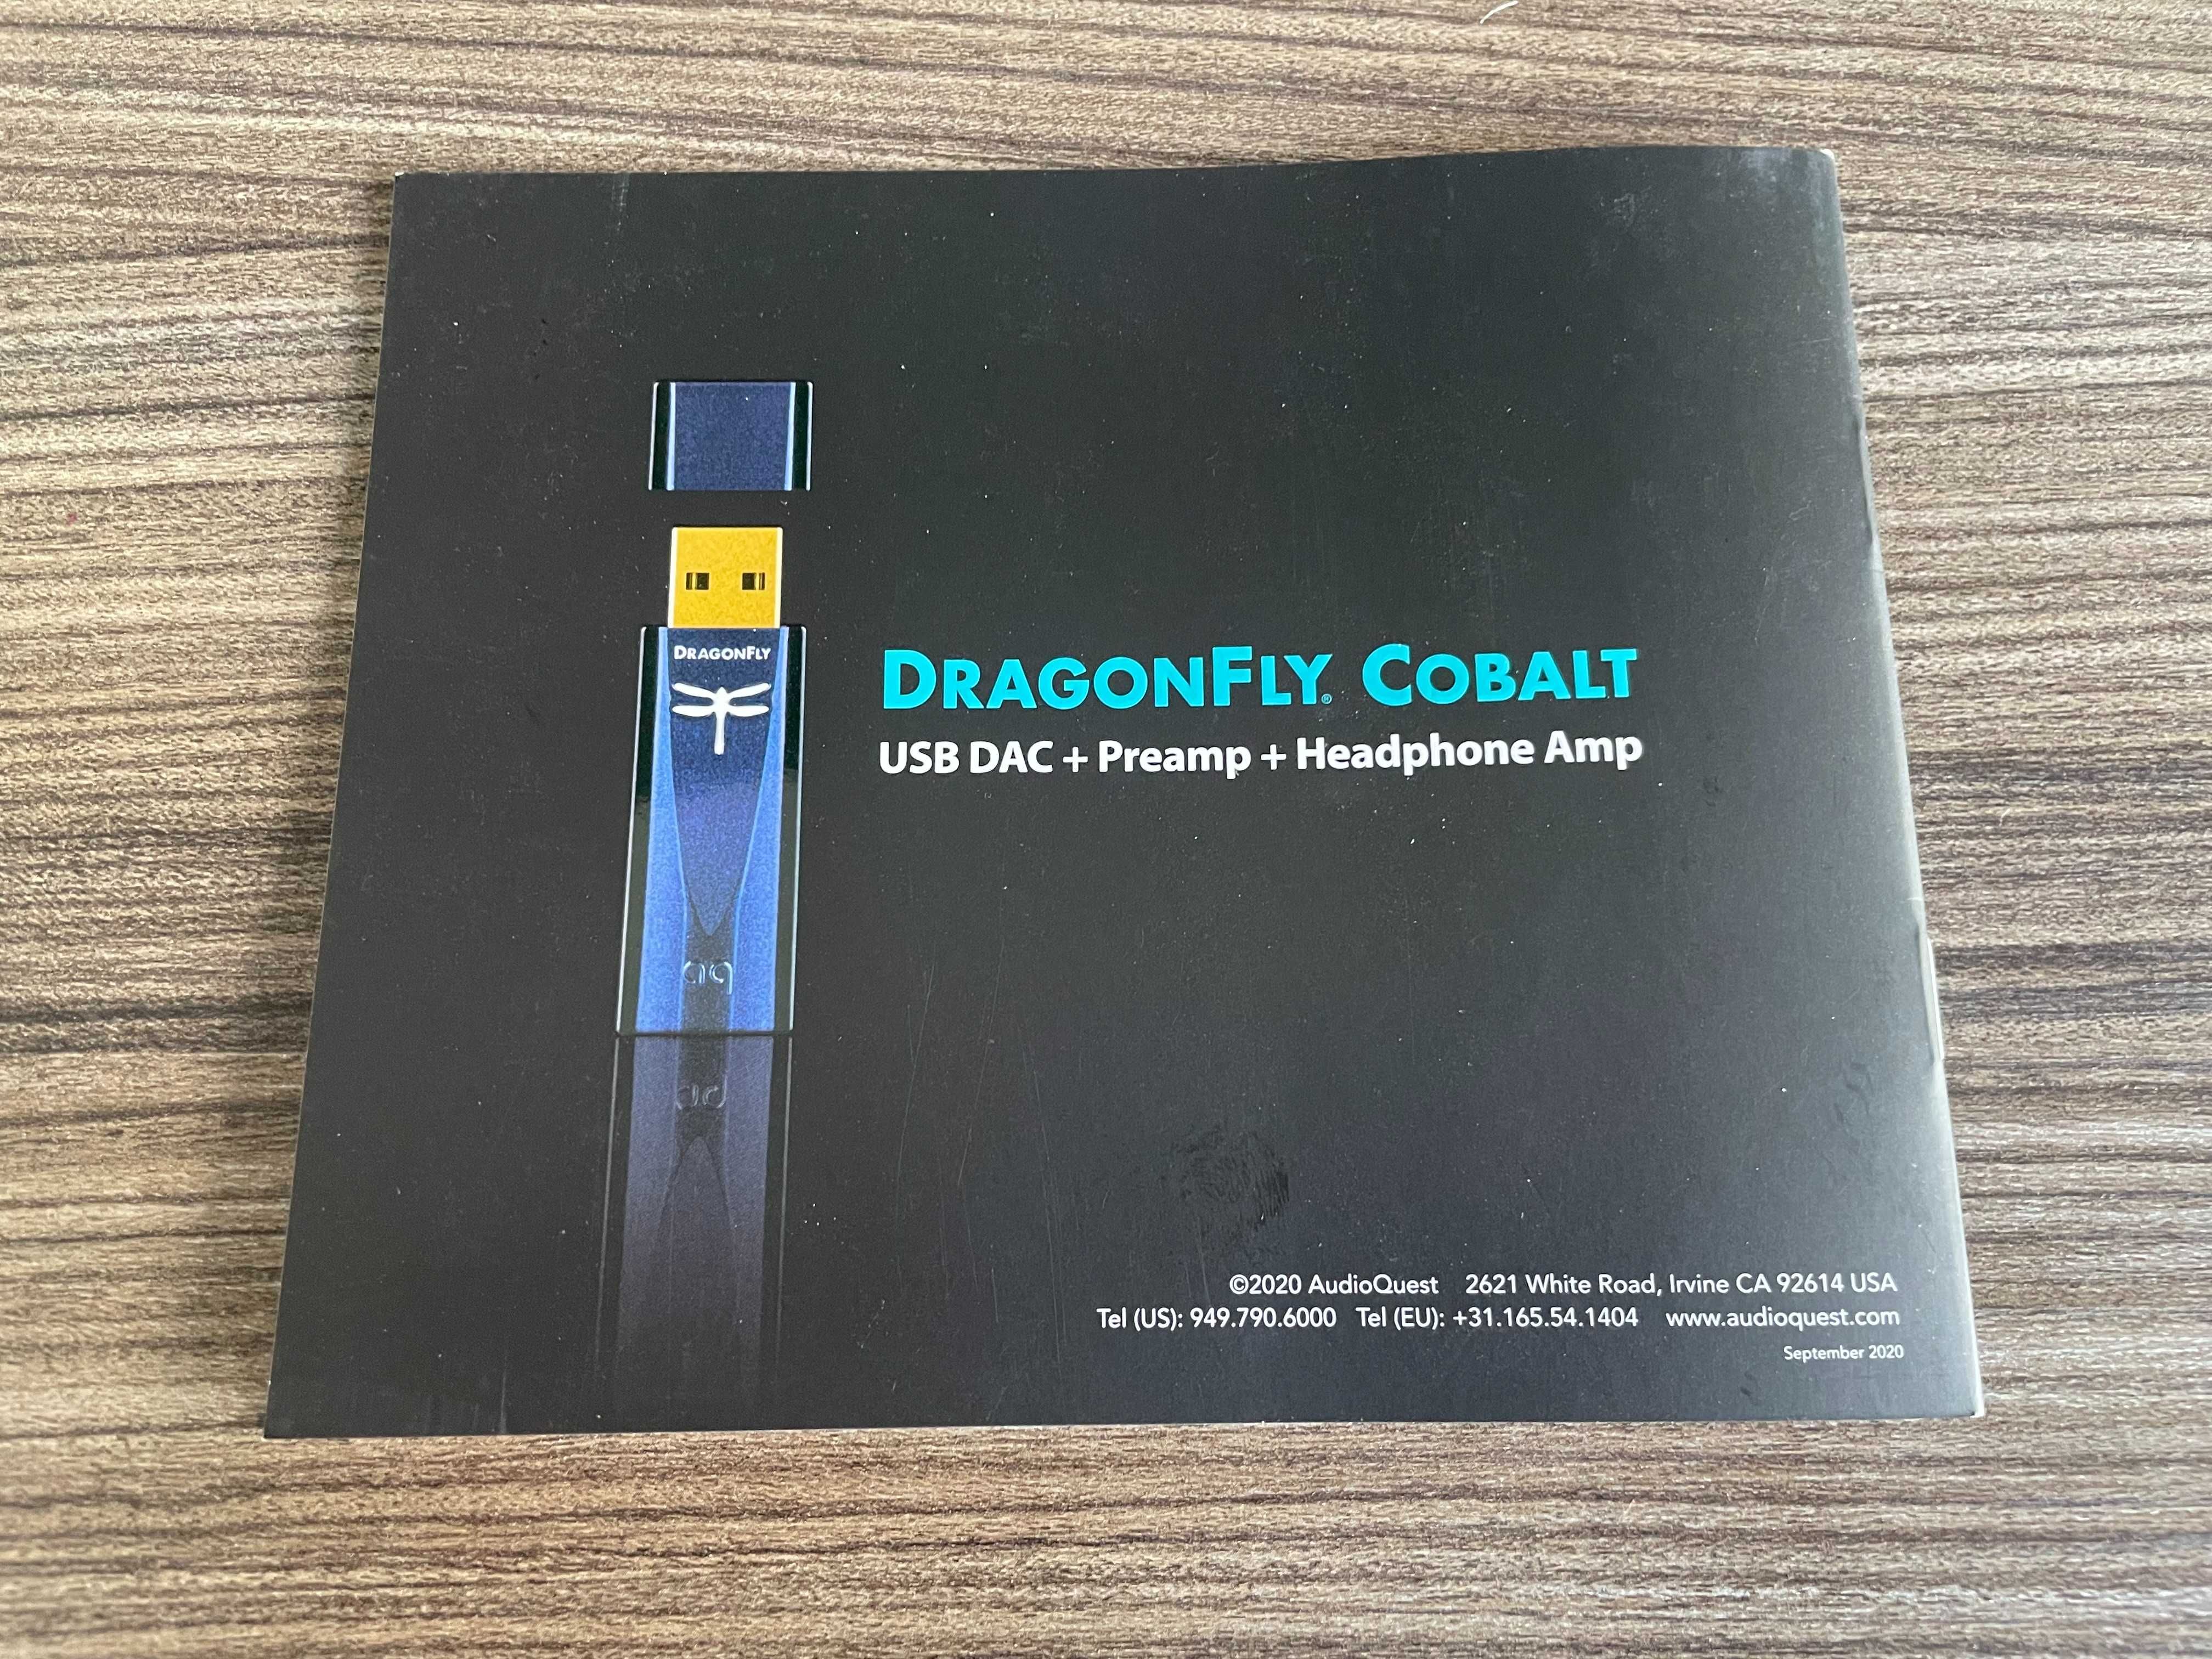 DRAGONFLY
aq
DRAGONFLY® COBALT
USB DAC + Preamp + Headphone Amp
©2020 AudioQuest 2621 White Road, Irvine CA 92614 USA
Tel (US): 949.790.6000 Tel (EU): +31.165.54.1404 www.audioquest.com
September 2020